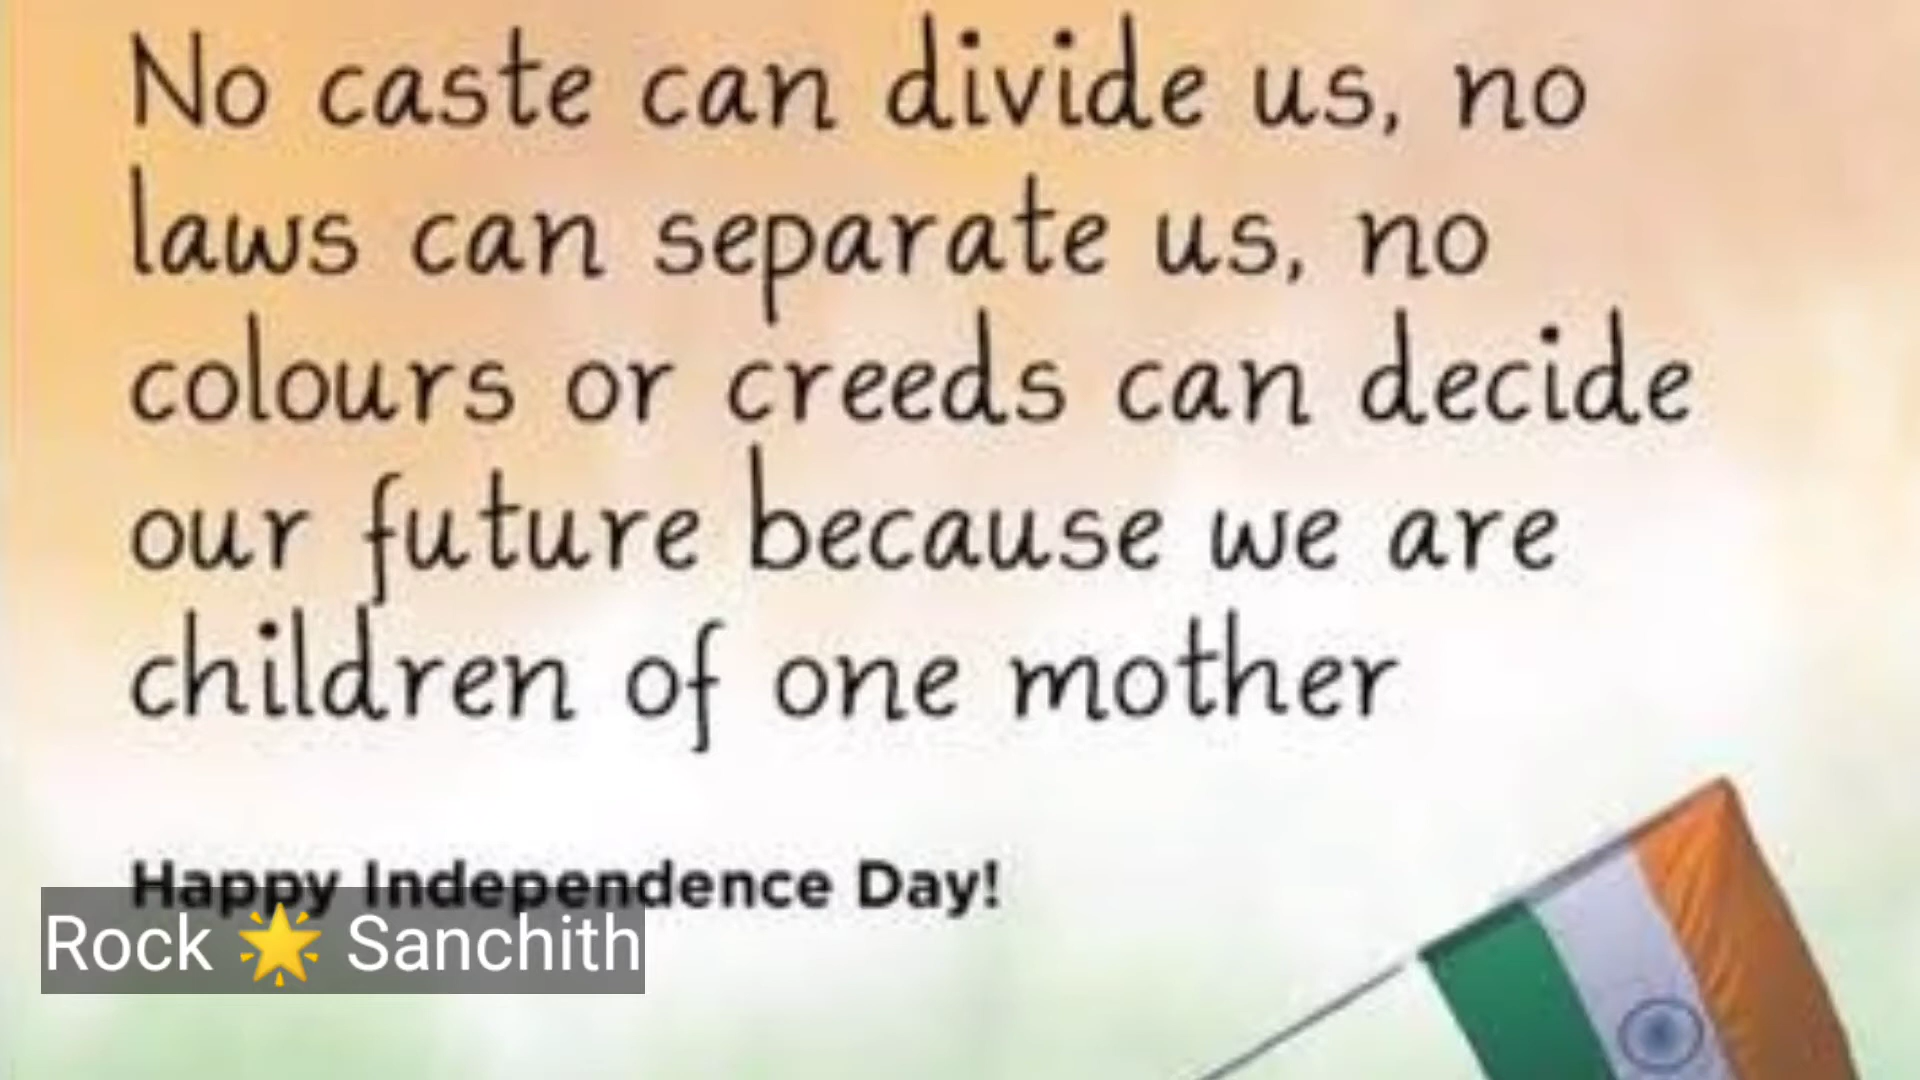 No caste can divide us, no
laws can separate us, no
colours or creeds can decide
our future because we are
children of one mother
Happy Independence Day!
Rock 🌟 Sanchith